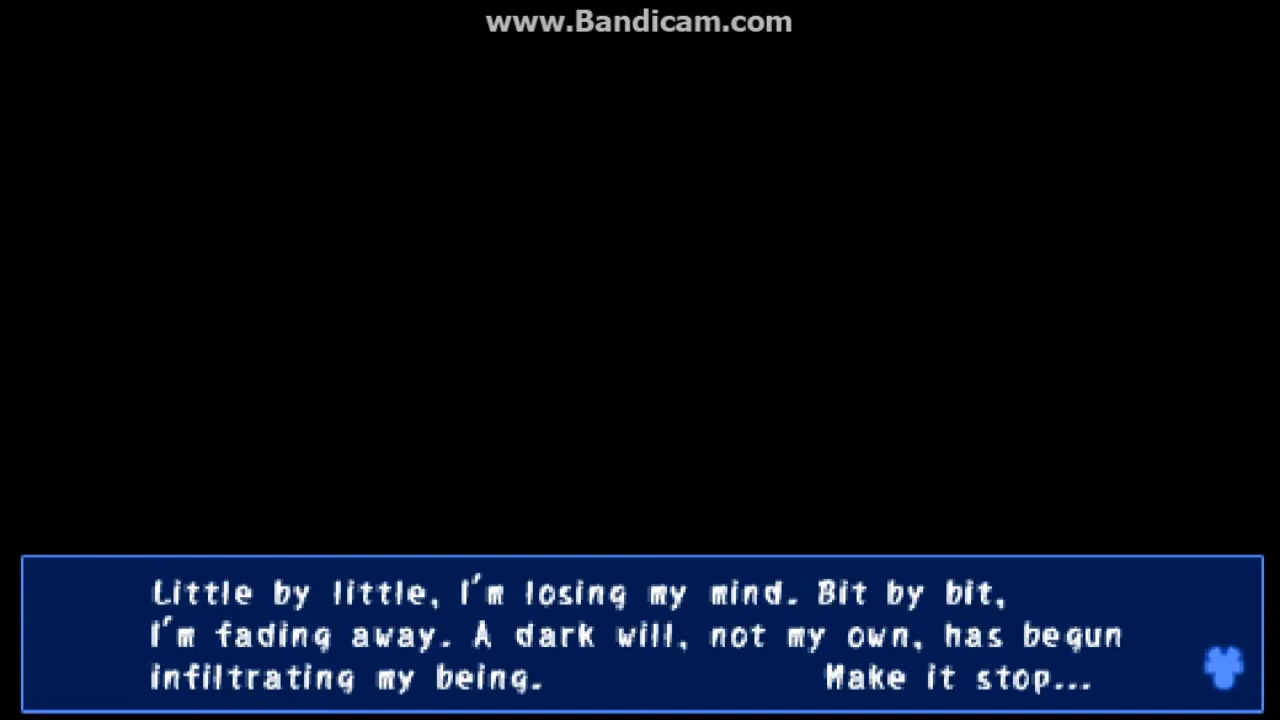 www.Bandicam.com
Little by little, I'm losing my mind. Bit by bit,
I'm fading away. A dark will, not my own, has begun
infiltrating my being. Make it stop...